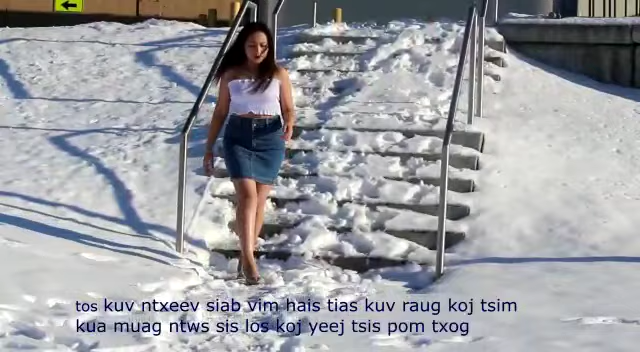 tos kuv ntxeev siab vim hais tias kuv raug koj tsim
kua muag ntws sis los koj yeej tsis pom txog